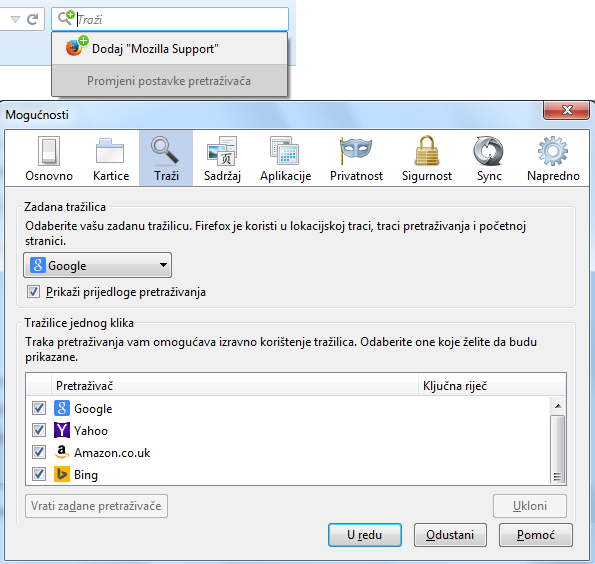 Traži
Dodaj "Mozilla Support"
Promjeni postavke pretraživača
Mogućnosti
Osnovno Kartice Traži Sadržaj Aplikacije Privatnost Sigurnost Sync Napredno
Zadana tražilica
Odaberite vašu zadanu tražilicu. Firefox je koristi u lokacijskoj traci, traci pretraživanja i početnoj
stranici.
Google
Prikaži prijedloge pretraživanja
Tražilice jednog klika
Traka pretraživanja vam omogućava izravno korištenje tražilica. Odaberite one koje želite da budu
prikazane.
Pretraživač Ključna riječ
Google
Yahoo
Amazon.co.uk
Bing
Vrati zadane pretraživače Ukloni
U redu Odustani Pomoć